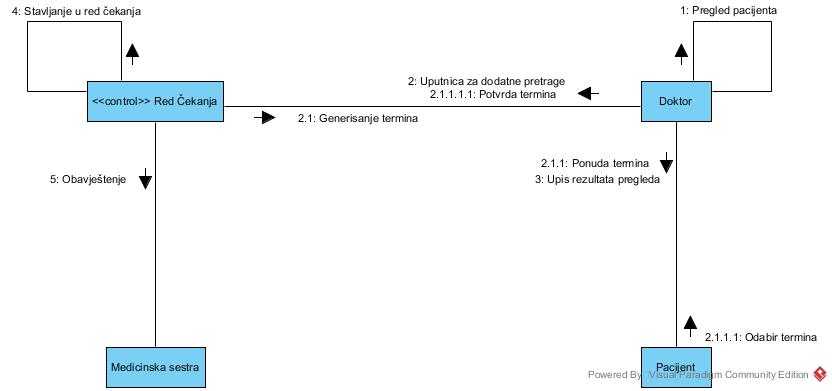 4: Stavljanje u red čekanja
1: Pregled pacijenta
<<control>> Red Čekanja
2: Uputnica za dodatne pretrage
2.1.1.1.1: Potvrda termina
Doktor
2.1: Generisanje termina
5: Obavještenje
2.1.1: Ponuda termina
3: Upis rezultata pregleda
2.1.1.1: Odabir termina
Medicinska sestra
Pacijent
Powered By Visual Paradigm Community Edition